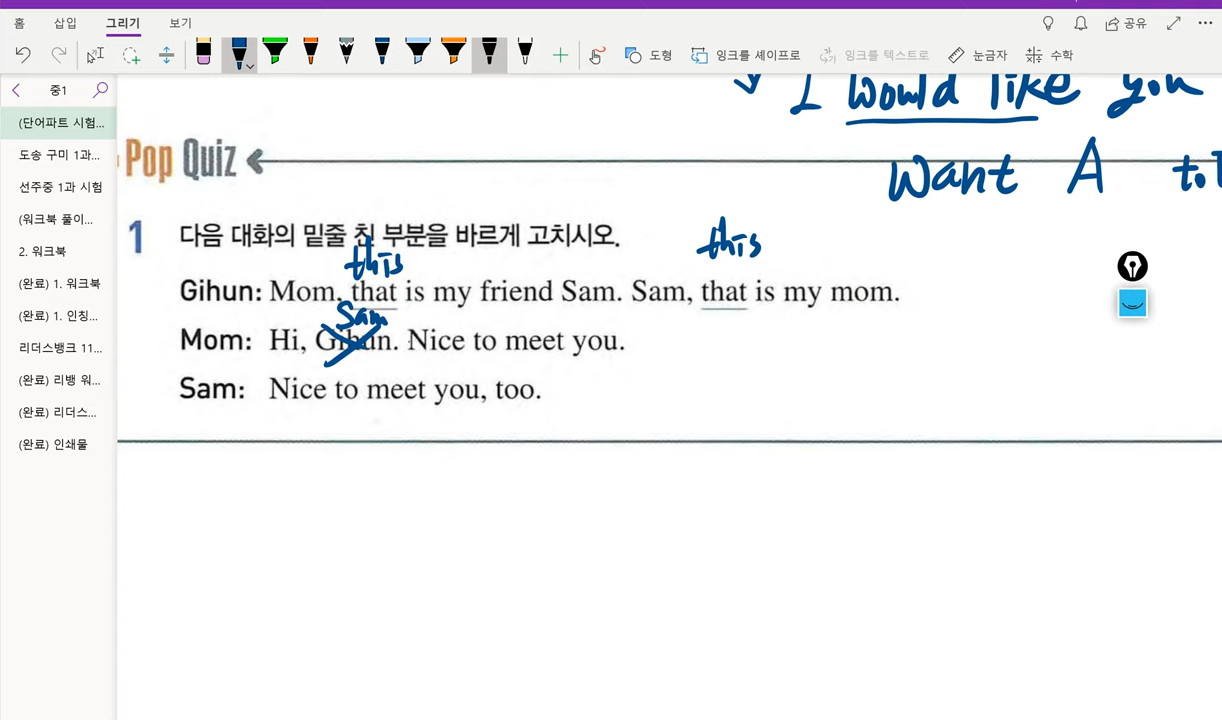 홈 삽입 그리기 보기
공유
도형 잉크를 셰이프로 잉크를 텍스트로 눈금자 수학
중1
(단어파트 시험...
도송 구미 1과...
선주중 1과 시험
(워크북 풀이...
2. 워크북
(완료) 1. 워크북
(완료) 1. 인칭...
리더스뱅크 11...
(완료) 리뱅 워...
(완료) 리더스...
(완료) 인쇄물
I would like you
want A to
Pop Quiz
1 다음 대화의 밑줄 친 부분을 바르게 고치시오.
this this
Gihun: Mom, that is my friend Sam. Sam, that is my mom.
Sam
Mom: Hi, Gihun. Nice to meet you.
Sam: Nice to meet you, too.